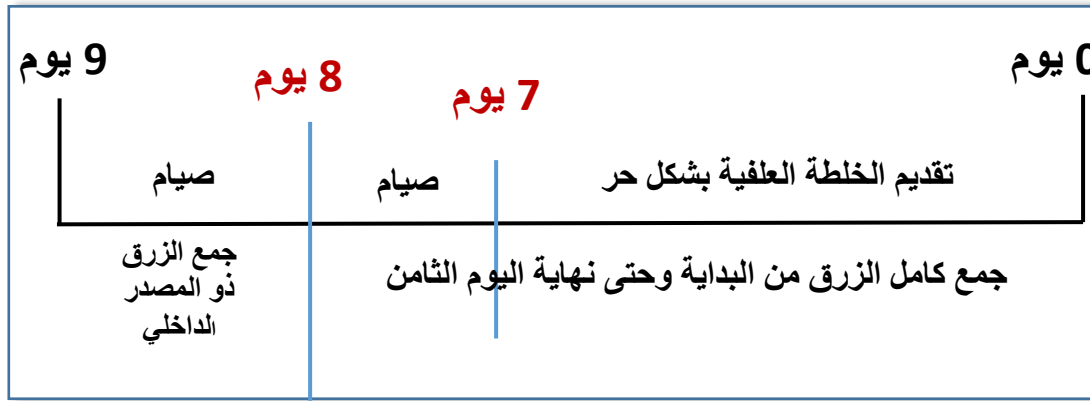 0 يوم
7 يوم
8 يوم
9 يوم
تقديم الخلطة العلفية بشكل حر
صيام
صيام
جمع كامل الزرق من البداية وحتى نهاية اليوم الثامن
جمع الزرق
ذو المصدر
الداخلي